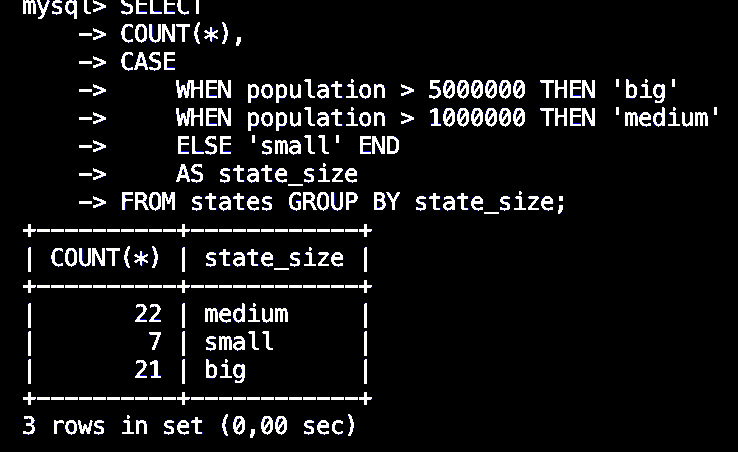 mysql> SELECT
    -> COUNT(*),
    -> CASE
    ->     WHEN population > 5000000 THEN 'big'
    ->     WHEN population > 1000000 THEN 'medium'
    ->     ELSE 'small' END
    ->     AS state_size
    -> FROM states GROUP BY state_size;
+----------+------------+
| COUNT(*) | state_size |
+----------+------------+
|       22 | medium     |
|        7 | small      |
|       21 | big        |
+----------+------------+
3 rows in set (0,00 sec)